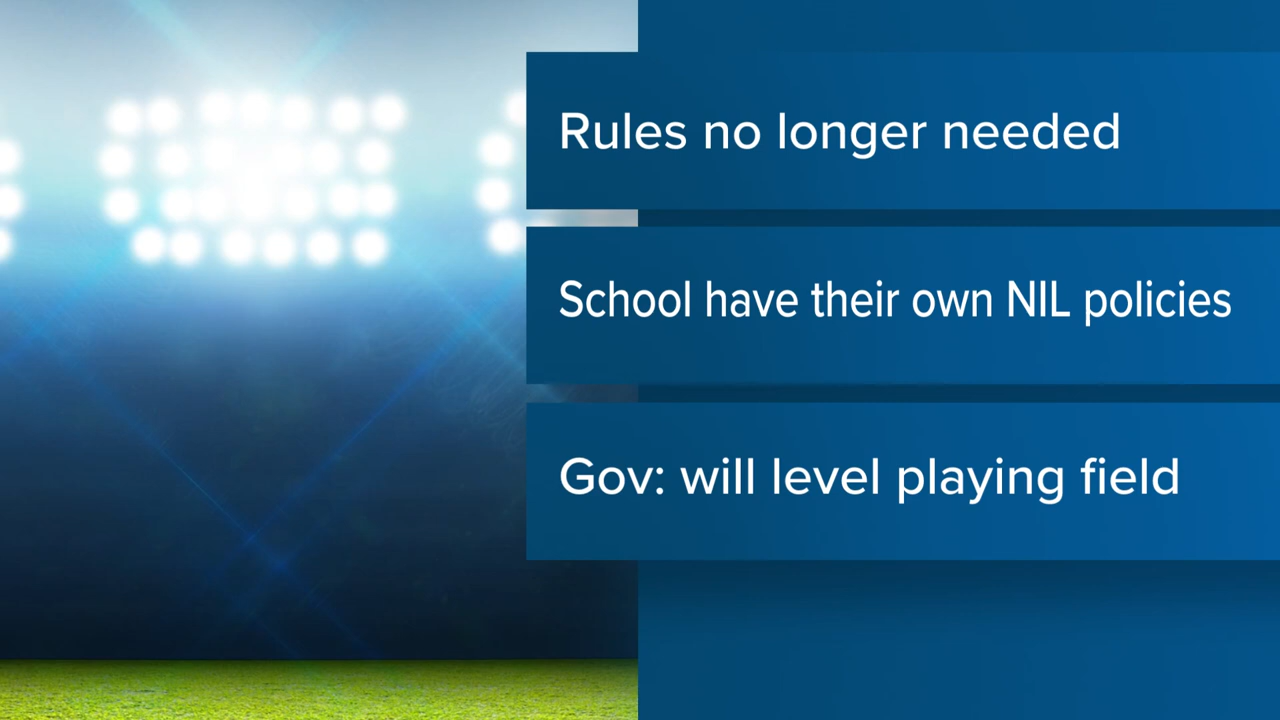 Rules no longer needed
School have their own NIL policies
Gov: will level playing field